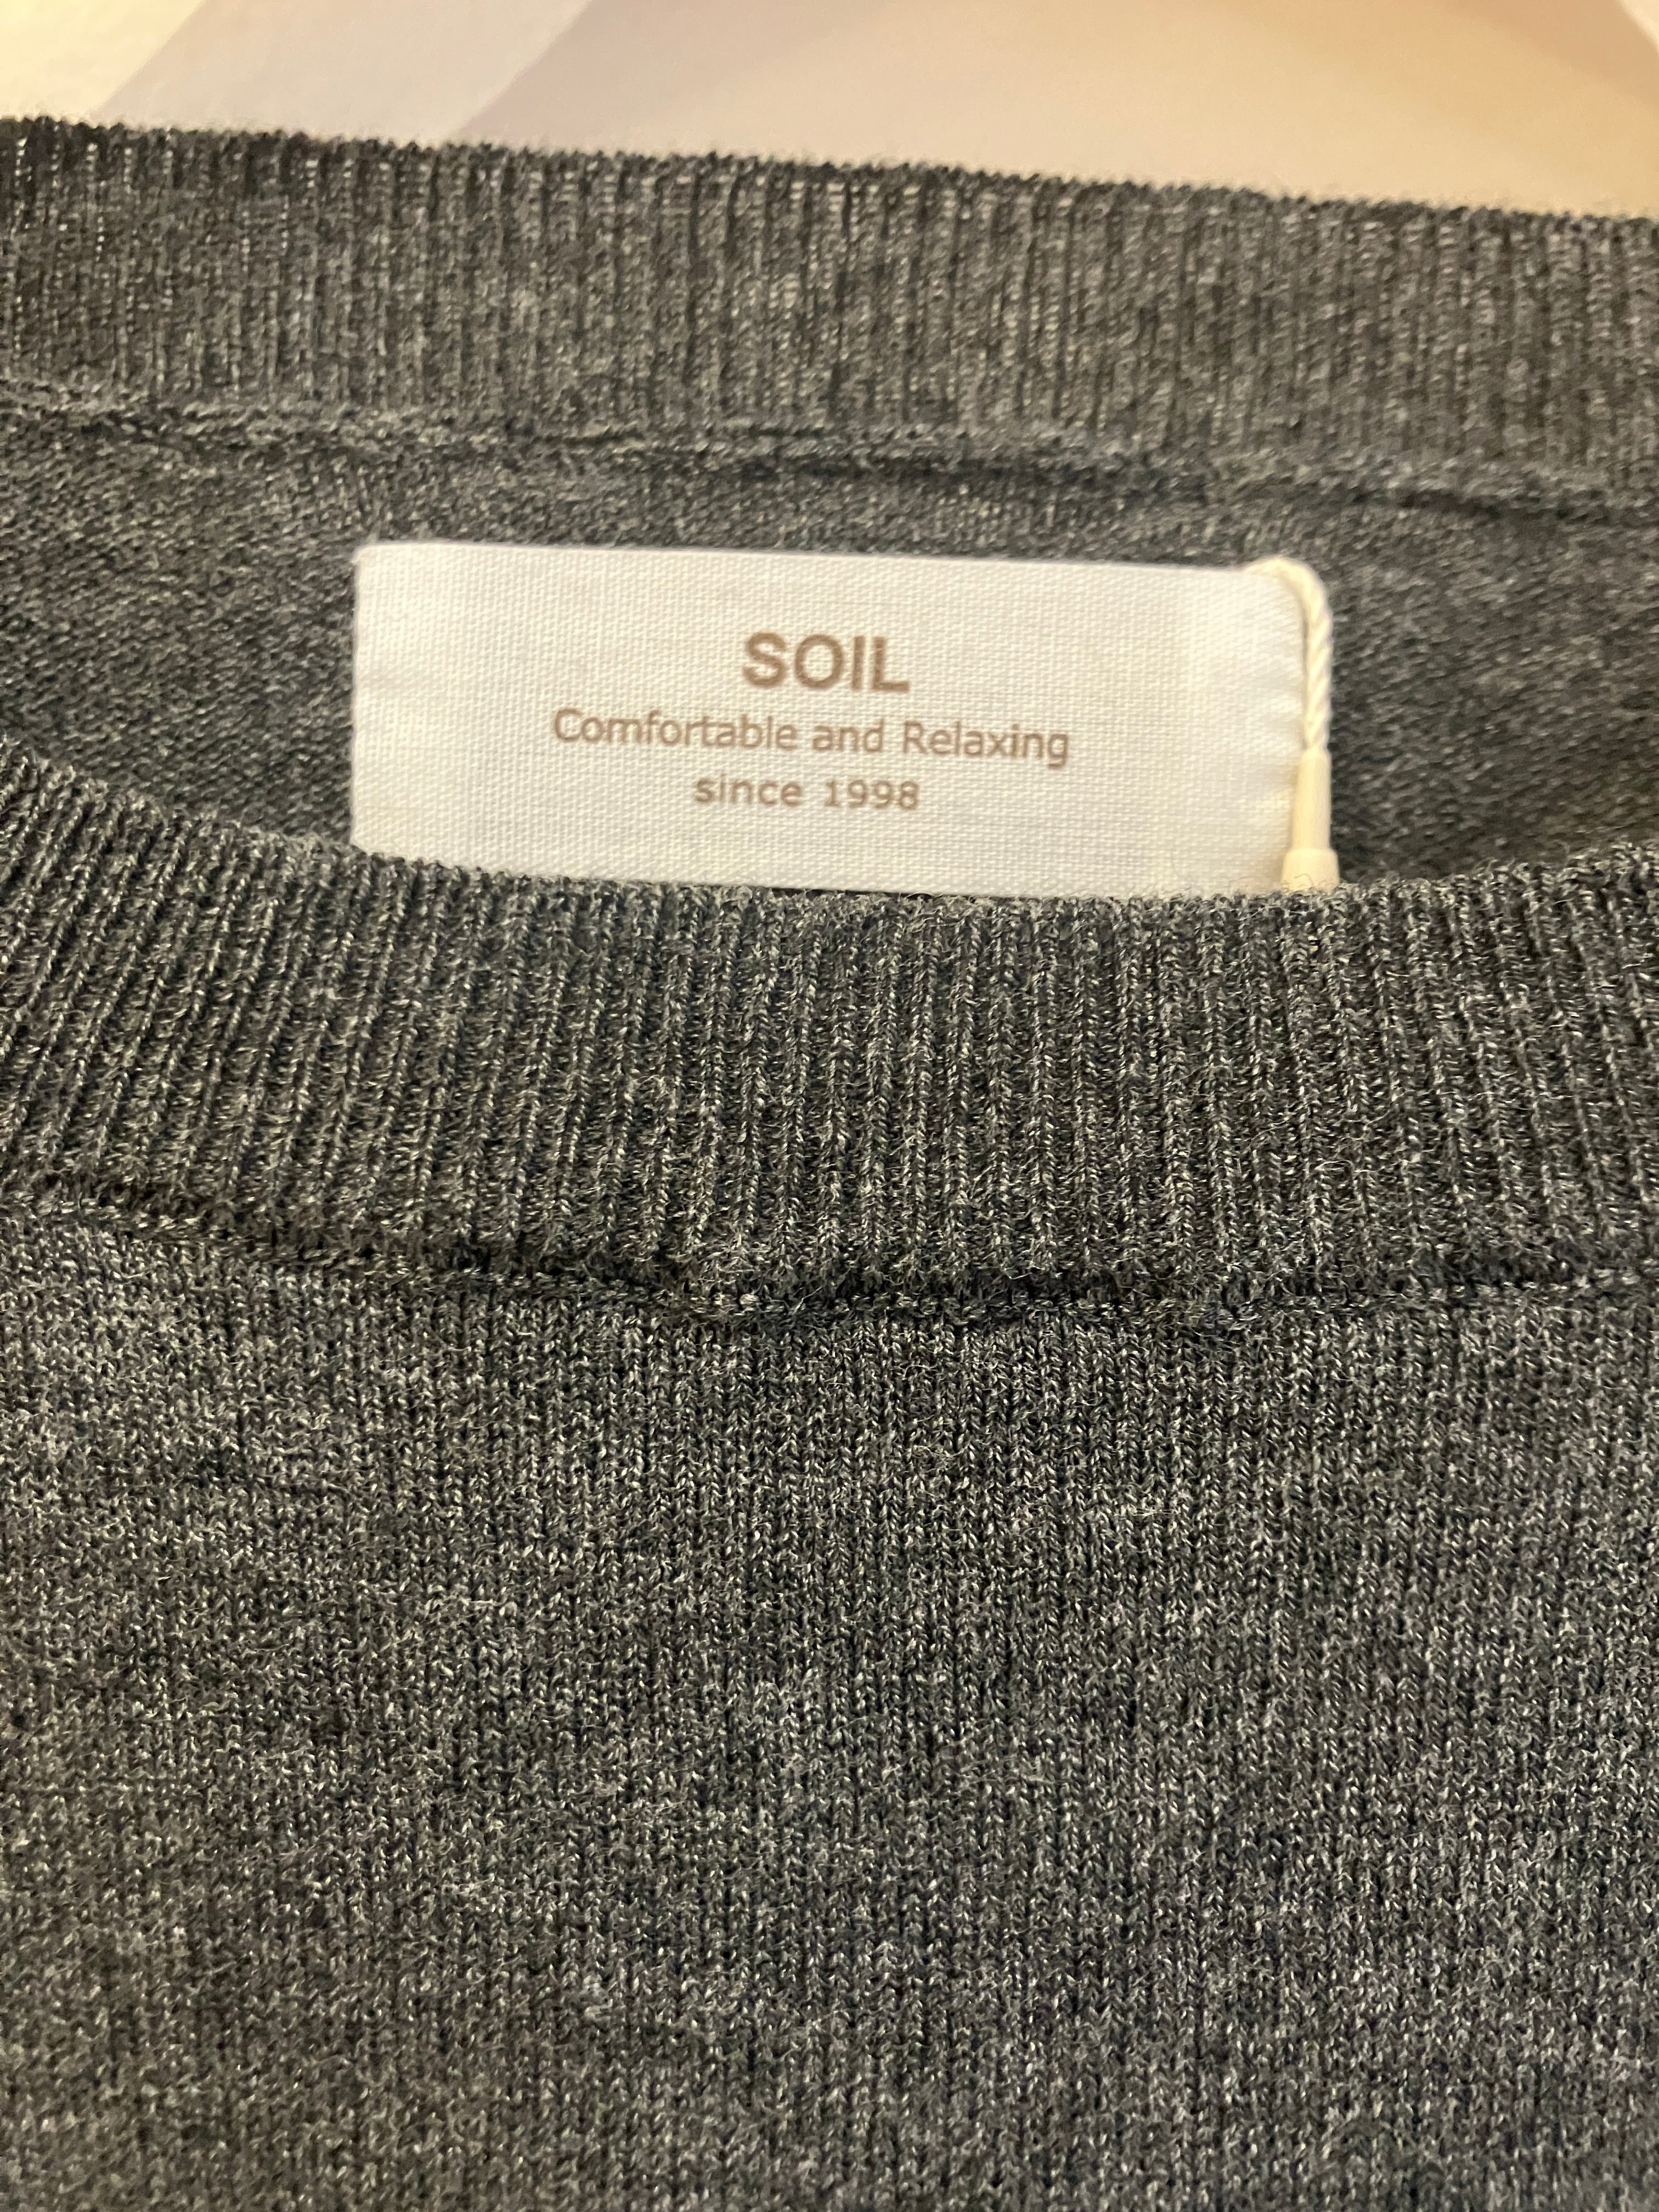 SOIL
Comfortable and Relaxing
since 1998